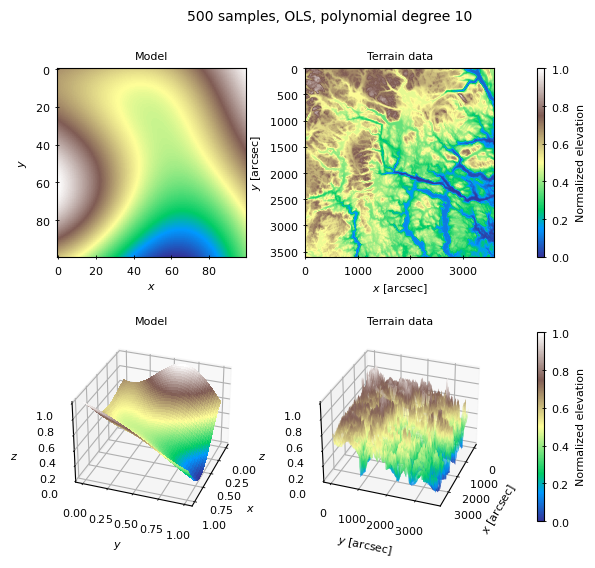 500 samples, OLS, polynomial degree 10
Model
Terrain data
0
20
40
60
80
y
0 20 40 60 80
x
0
500
1000
1500
2000
2500
3000
3500
y [arcsec]
0 1000 2000 3000
x [arcsec]
1.0
0.8
0.6
0.4
0.2
0.0
Normalized elevation
Model
Terrain data
1.0
0.8
0.6
0.4
0.2
0.0
z
0.00 0.25 0.50 0.75 1.00
y
0.00
0.25
0.50
0.75
1.00
x
1.0
0.8
0.6
0.4
0.2
0.0
z
0 1000 2000 3000
y [arcsec]
0
1000
2000
3000
x [arcsec]
1.0
0.8
0.6
0.4
0.2
0.0
Normalized elevation